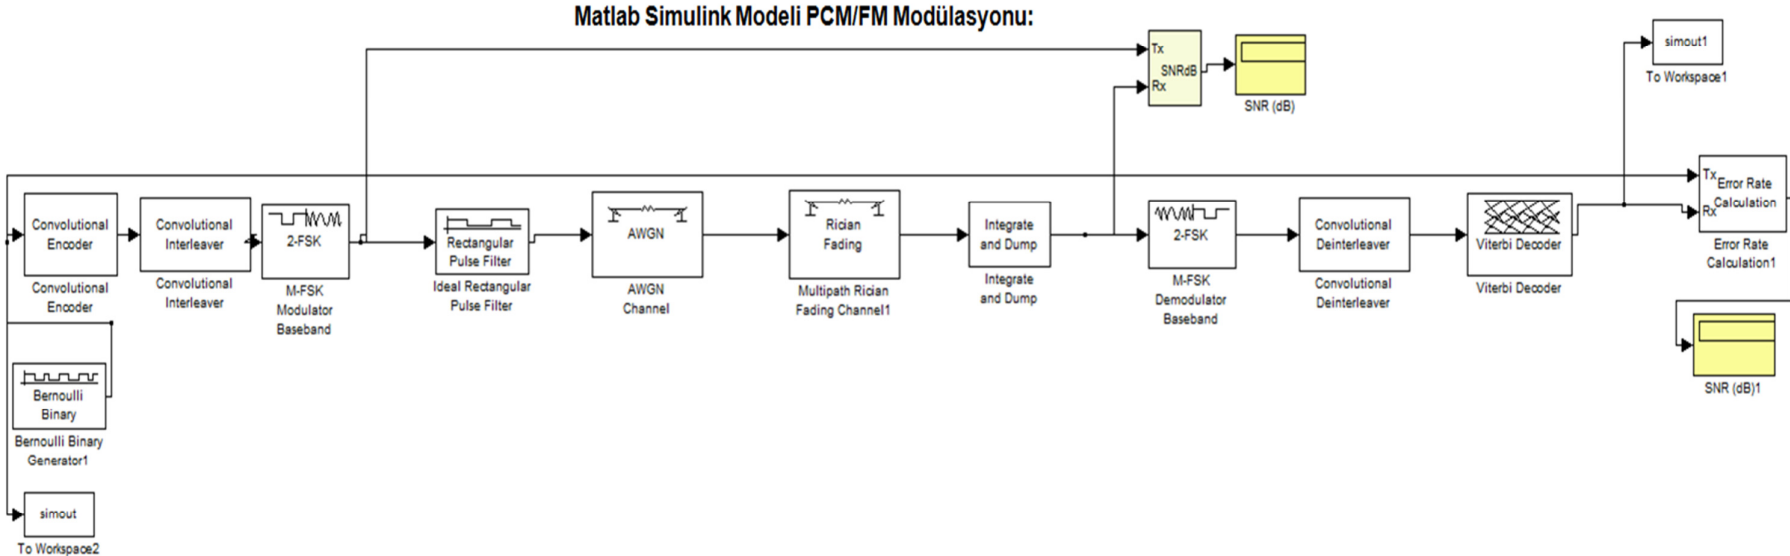 Matlab Simulink Modeli PCM/FM Modülasyonu:
Tx
SNRdB
Rx
SNR (dB)
simout1
To Workspace1
Convolutional
Encoder
Convolutional
Encoder
Convolutional
Interleaver
Convolutional
Interleaver
2-FSK
M-FSK
Modulator
Baseband
Rectangular
Pulse Filter
Ideal Rectangular
Pulse Filter
AWGN
AWGN
Channel
Rician
Fading
Multipath Rician
Fading Channel1
Integrate
and Dump
Integrate
and Dump
2-FSK
M-FSK
Demodulator
Baseband
Convolutional
Deinterleaver
Convolutional
Deinterleaver
Viterbi Decoder
Viterbi Decoder
Tx
Error Rate
Calculation
Rx
Error Rate
Calculation1
SNR (dB)1
Bernoulli
Binary
Bernoulli Binary
Generator1
simout
To Workspace2